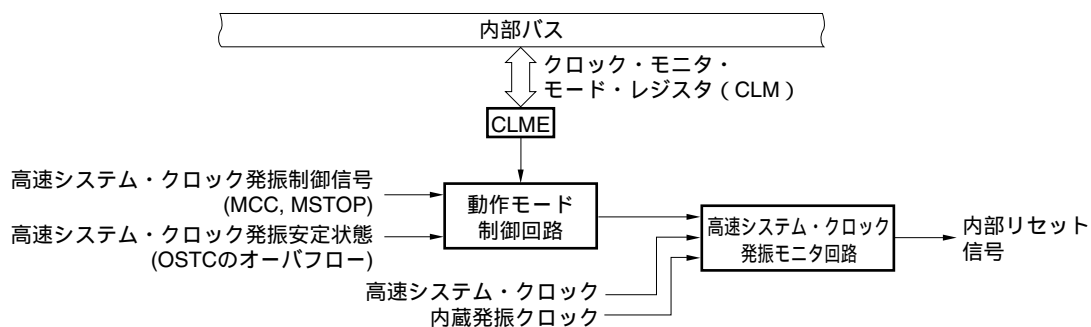 内部バス
クロック・モニタ・
モード・レジスタ（CLM）
CLME
高速システム・クロック発振制御信号
(MCC, MSTOP)
高速システム・クロック発振安定状態
(OSTCのオーバフロー)
動作モード
制御回路
高速システム・クロック
発振モニタ回路
内部リセット
信号
高速システム・クロック
内蔵発振クロック